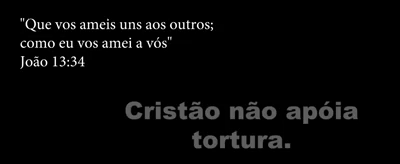 "Que vos ameis uns aos outros;
como eu vos amei a vós"
João 13:34
Cristão não apóia
tortura.